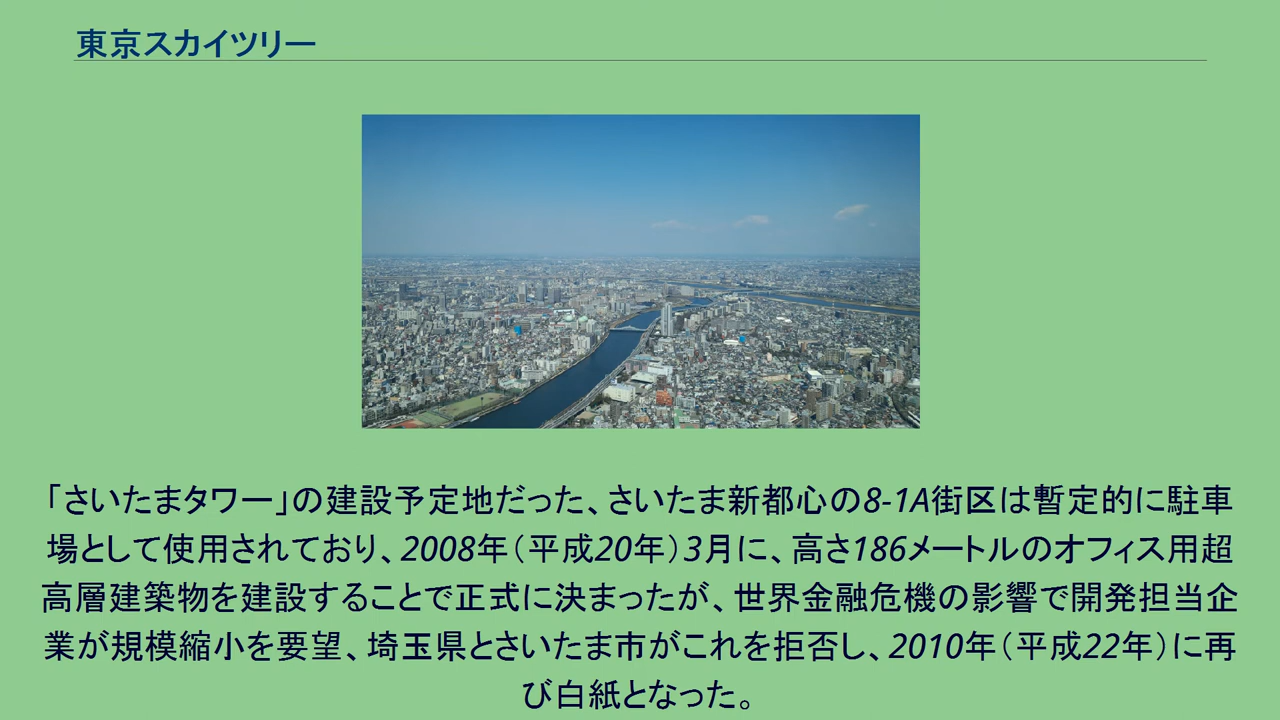 東京スカイツリー
「さいたまタワー」の建設予定地だった、さいたま新都心の8-1A街区は暫定的に駐車
場として使用されており、2008年（平成20年）3月に、高さ186メートルのオフィス用超
高層建築物を建設することで正式に決まったが、世界金融危機の影響で開発担当企
業が規模縮小を要望、埼玉県とさいたま市がこれを拒否し、2010年（平成22年）に再
び白紙となった。